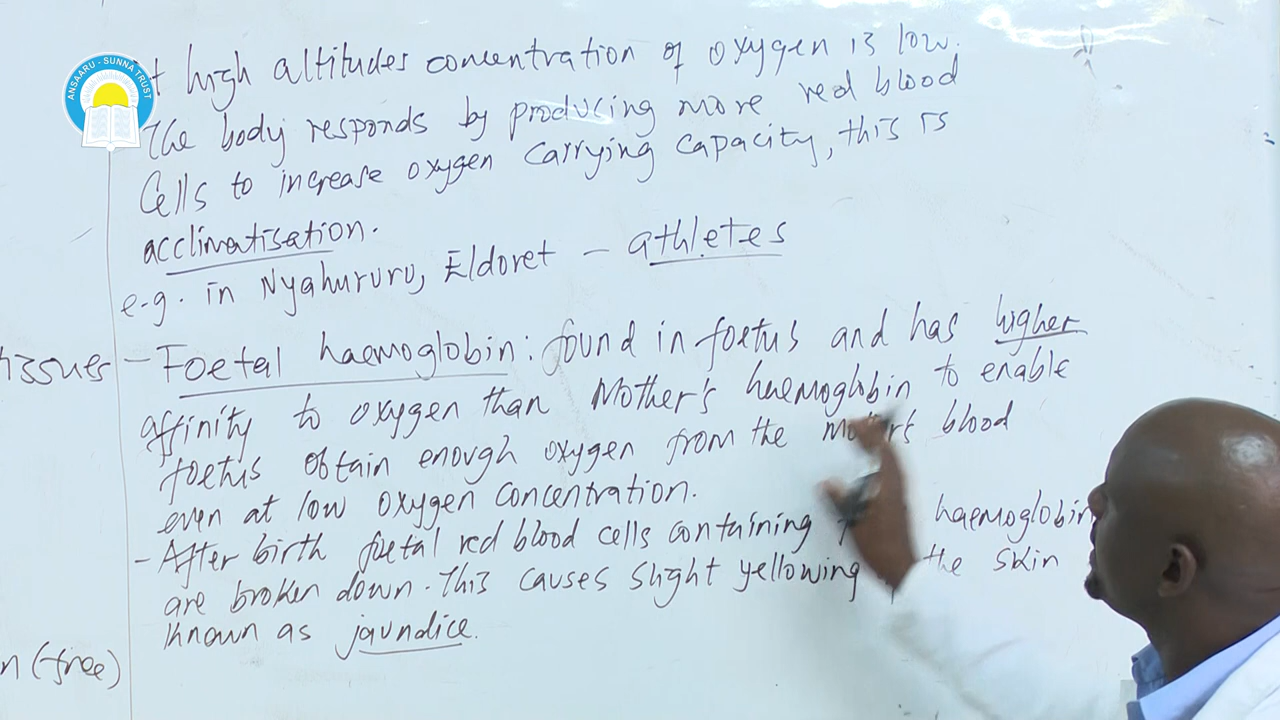 ANSAARU - SUNNA TRUST
high altitudes concentration of oxygen is low.
The body responds by producing more red blood
Cells to increase oxygen carrying capacity, this is
acclimatisation.
e.g. in Nyahururu, Eldoret - athletes
tissues - Foetal haemoglobin: found in foetus and has higher
affinity to oxygen than Mother's haemoglobin to enable
foetus obtain enough oxygen from the mother's blood
even at low oxygen concentration.
- After birth foetal red blood cells containing haemoglobin
are broken down. This causes slight yellowing the skin
known as jaundice.
(free)